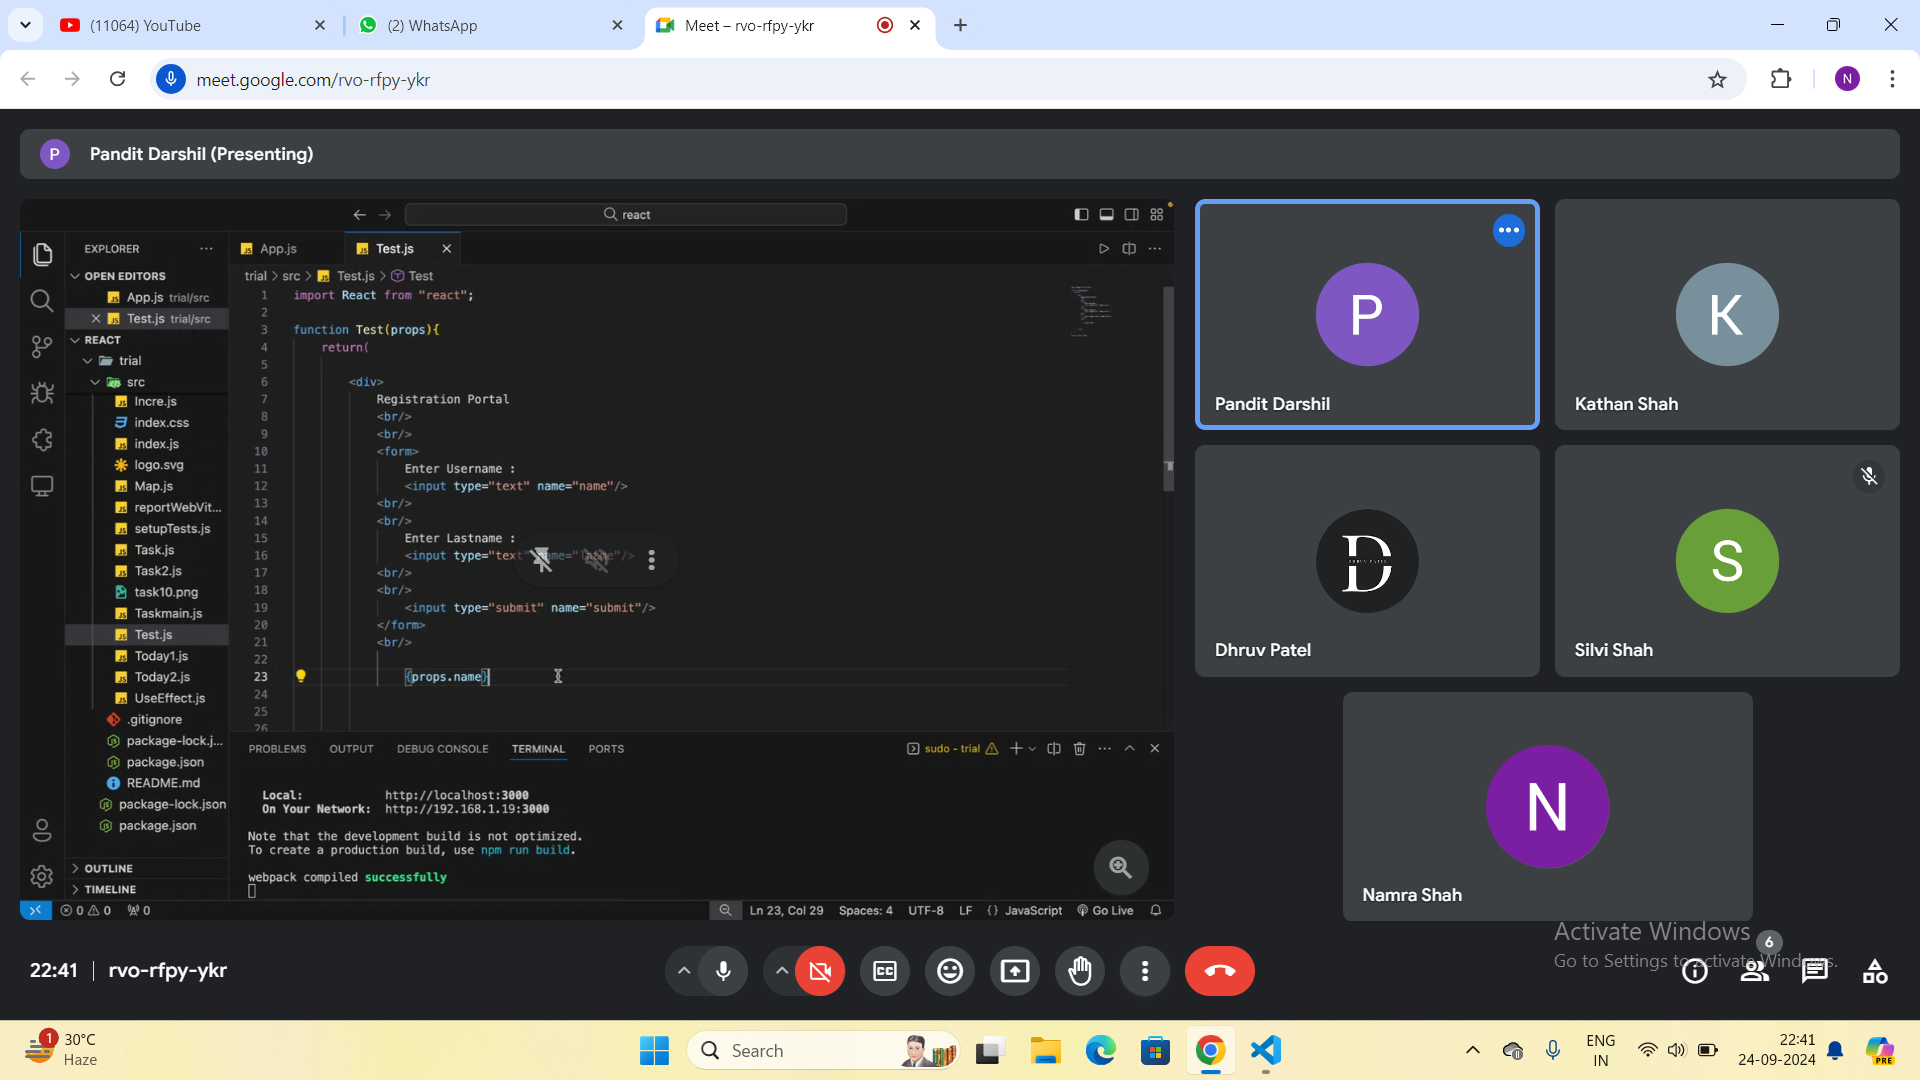 (11064) YouTube
(2) WhatsApp
Meet – rvo-rfpy-ykr
meet.google.com/rvo-rfpy-ykr
N
P
Pandit Darshil (Presenting)
react
EXPLORER
App.js
Test.js
OPEN EDITORS
App.js trial/src
Test.js trial/src
REACT
trial
src
Incre.js
index.css
index.js
logo.svg
Map.js
reportWebVit...
setupTests.js
Task.js
Task2.js
task10.png
Taskmain.js
Test.js
Today1.js
Today2.js
UseEffect.js
.gitignore
package-lock.j...
package.json
README.md
package-lock.json
package.json
OUTLINE
TIMELINE
trial > src > Test.js > Test
1 import React from "react";
2
3 function Test(props){
4 return(
5
6 <div>
7 Registration Portal
8 <br/>
9 <br/>
10 <form>
11 Enter Username :
12 <input type="text" name="name"/>
13 <br/>
14 <br/>
15 Enter Lastname :
16 <input type="text" "/>
17 <br/>
18 <br/>
19 <input type="submit" name="submit"/>
20 </form>
21 <br/>
22
23 {props.name}
24
25
26
PROBLEMS
OUTPUT
DEBUG CONSOLE
TERMINAL
PORTS
sudo - trial
Local: http://localhost:3000
On Your Network: http://192.168.1.19:3000
Note that the development build is not optimized.
To create a production build, use npm run build.
webpack compiled successfully
0 0
0
Ln 23, Col 29
Spaces: 4
UTF-8
LF
{} JavaScript
Go Live
P
Pandit Darshil
K
Kathan Shah
D
DHRUV PATEL
Dhruv Patel
S
Silvi Shah
N
Namra Shah
Activate Windows
Go to Settings to activate Windows.
22:41 | rvo-rfpy-ykr
6
1
30°C
Haze
Search
ENG
IN
22:41
24-09-2024
PRE